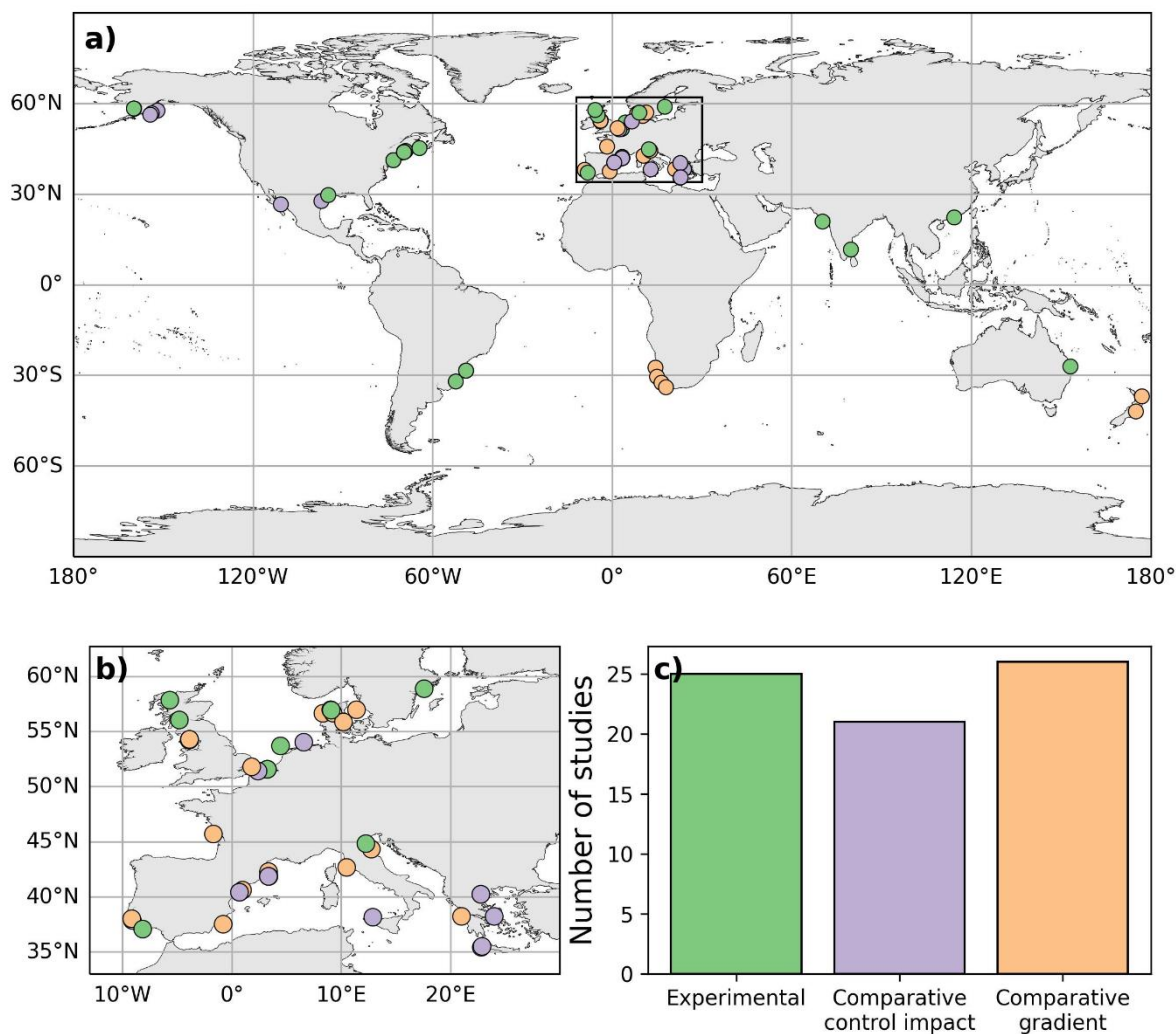 a)
60°N
30°N
0°
30°S
60°S
180°
120°W
60°W
0°
60°E
120°E
180°
b)
60°N
55°N
50°N
45°N
40°N
35°N
10°W
0°
10°E
20°E
c)
Number of studies
25
20
15
10
5
0
Experimental
Comparative
control impact
Comparative
gradient